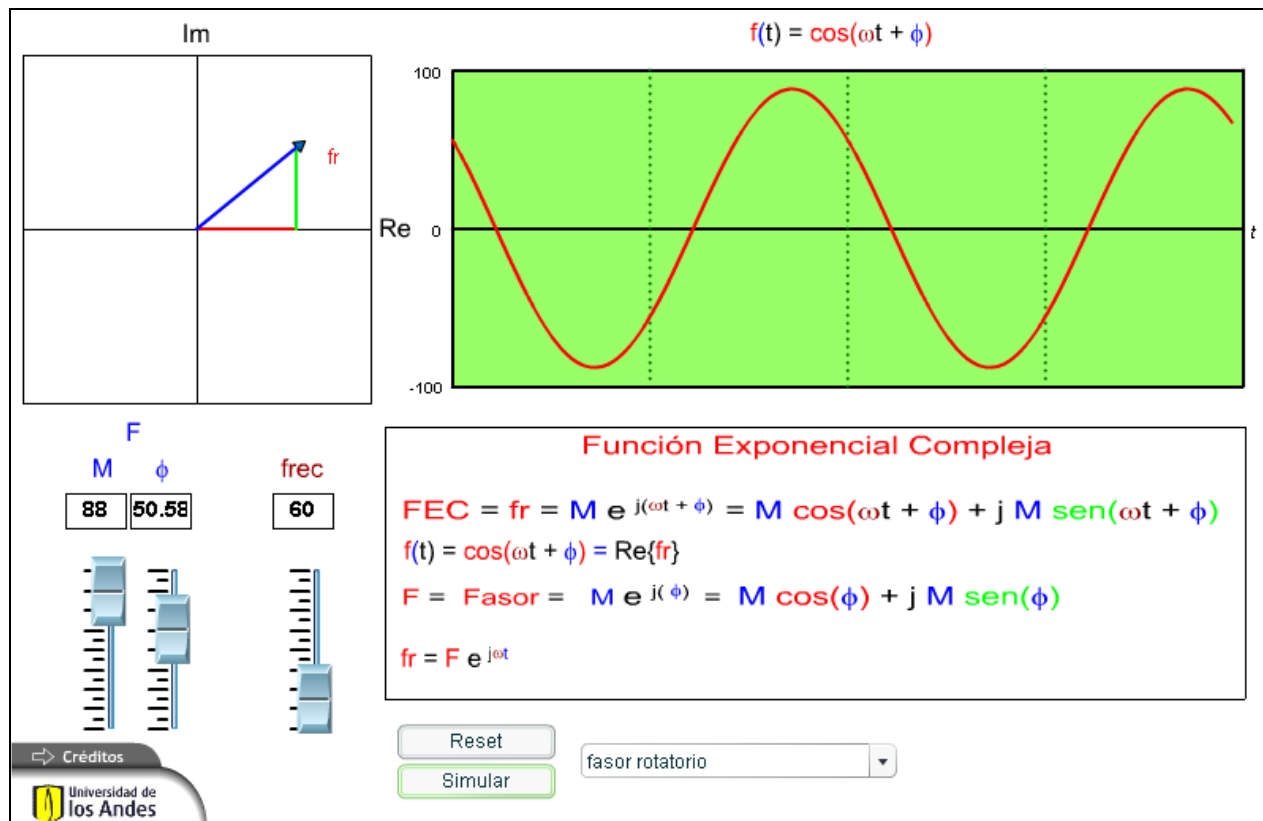 Im
fr
Re
f(t) = cos(ωt + ϕ)
100
0
-100
t
F
M ϕ frec
88 50.58 60
Función Exponencial Compleja
FEC = fr = M e j(ωt + ϕ) = M cos(ωt + ϕ) + j M sen(ωt + ϕ)
f(t) = cos(ωt + ϕ) = Re{fr}
F = Fasor = M e j( ϕ) = M cos(ϕ) + j M sen(ϕ)
fr = F e jωt
Reset
Simular
fasor rotatorio
Créditos
Universidad de
los Andes